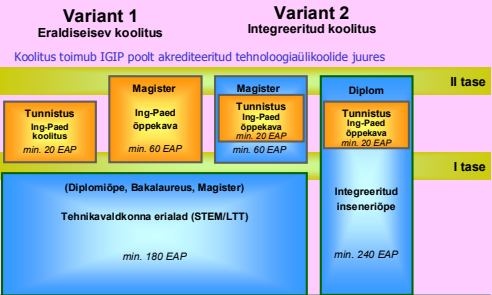 Variant 1
Eraldiseisev koolitus
Variant 2
Integreeritud koolitus
Koolitus toimub IGIP poolt akrediteeritud tehnoloogiaülikoolide juures
II tase
Tunnistus
Ing-Paed
koolitus
min. 20 EAP
Magister
Ing-Paed
õppekava
min. 60 EAP
Magister
Tunnistus
Ing-Paed
õppekava
min. 20 EAP
min. 60 EAP
Diplom
Tunnistus
Ing-Paed
õppekava
min. 20 EAP
I tase
(Diplomiõpe, Bakalaureus, Magister)
Tehnikavaldkonna erialad (STEM/LTT)
min. 180 EAP
Integreeritud
inseneriõpe
min. 240 EAP